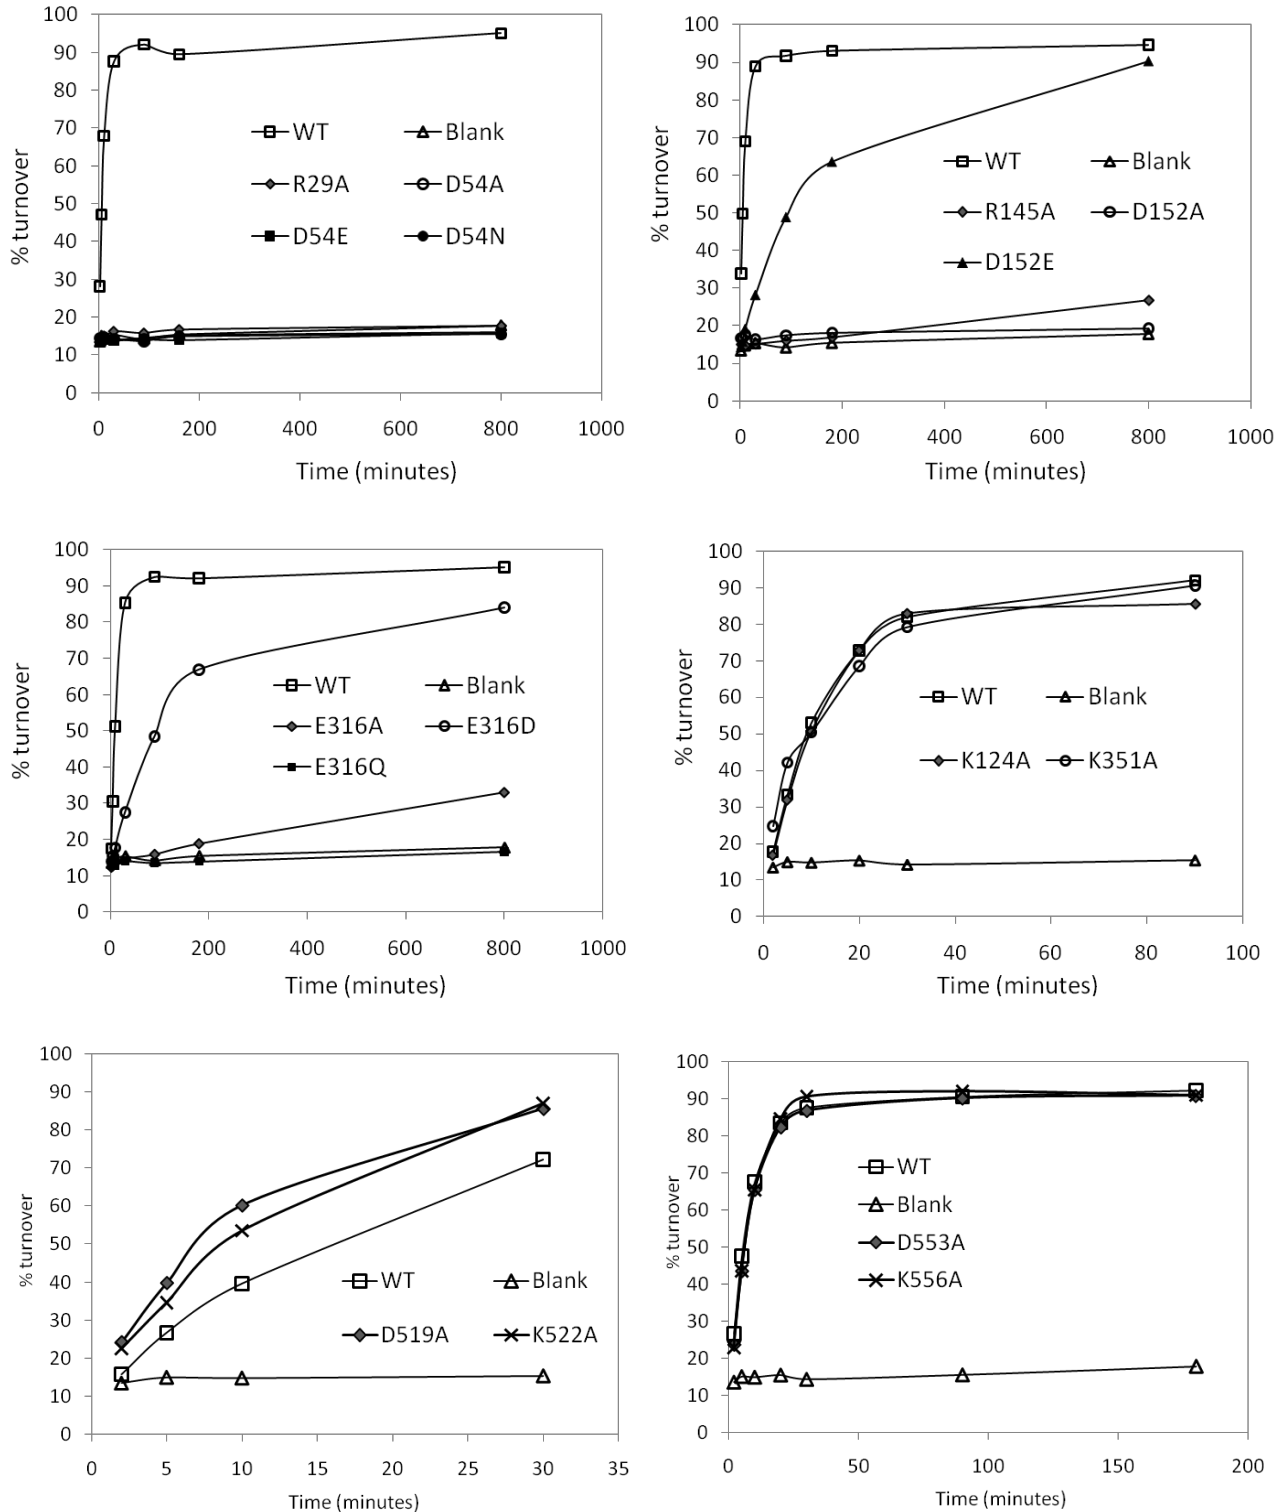 100
90
80
70
60
50
40
30
20
10
0
% turnover
WT Blank
R29A D54A
D54E D54N
0 200 400 600 800 1000
Time (minutes)
100
90
80
70
60
50
40
30
20
10
0
% turnover
WT Blank
R145A D152A
D152E
0 200 400 600 800 1000
Time (minutes)
100
90
80
70
60
50
40
30
20
10
0
% turnover
WT Blank
E316A E316D
E316Q
0 200 400 600 800 1000
Time (minutes)
100
90
80
70
60
50
40
30
20
10
0
% turnover
WT Blank
K124A K351A
0 20 40 60 80 100
Time (minutes)
100
90
80
70
60
50
40
30
20
10
0
% turnover
WT Blank
D519A K522A
0 5 10 15 20 25 30 35
Time (minutes)
100
90
80
70
60
50
40
30
20
10
0
% turnover
WT
Blank
D553A
K556A
0 50 100 150 200
Time (minutes)